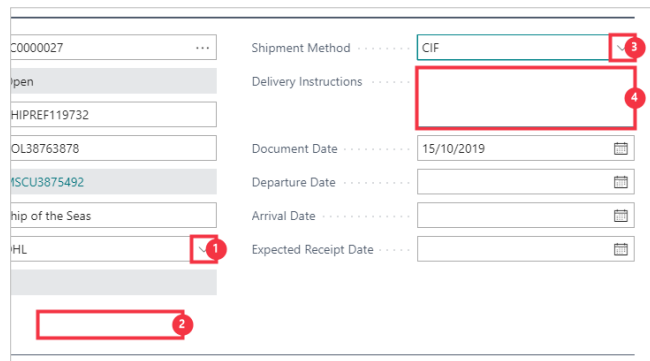 C0000027 ... Shipment Method CIF 3
Open Delivery Instructions 4
HIPREF119732
OL38763878 Document Date 15/10/2019
MSCU3875492 Departure Date
hip of the Seas Arrival Date
HL 1 Expected Receipt Date
2